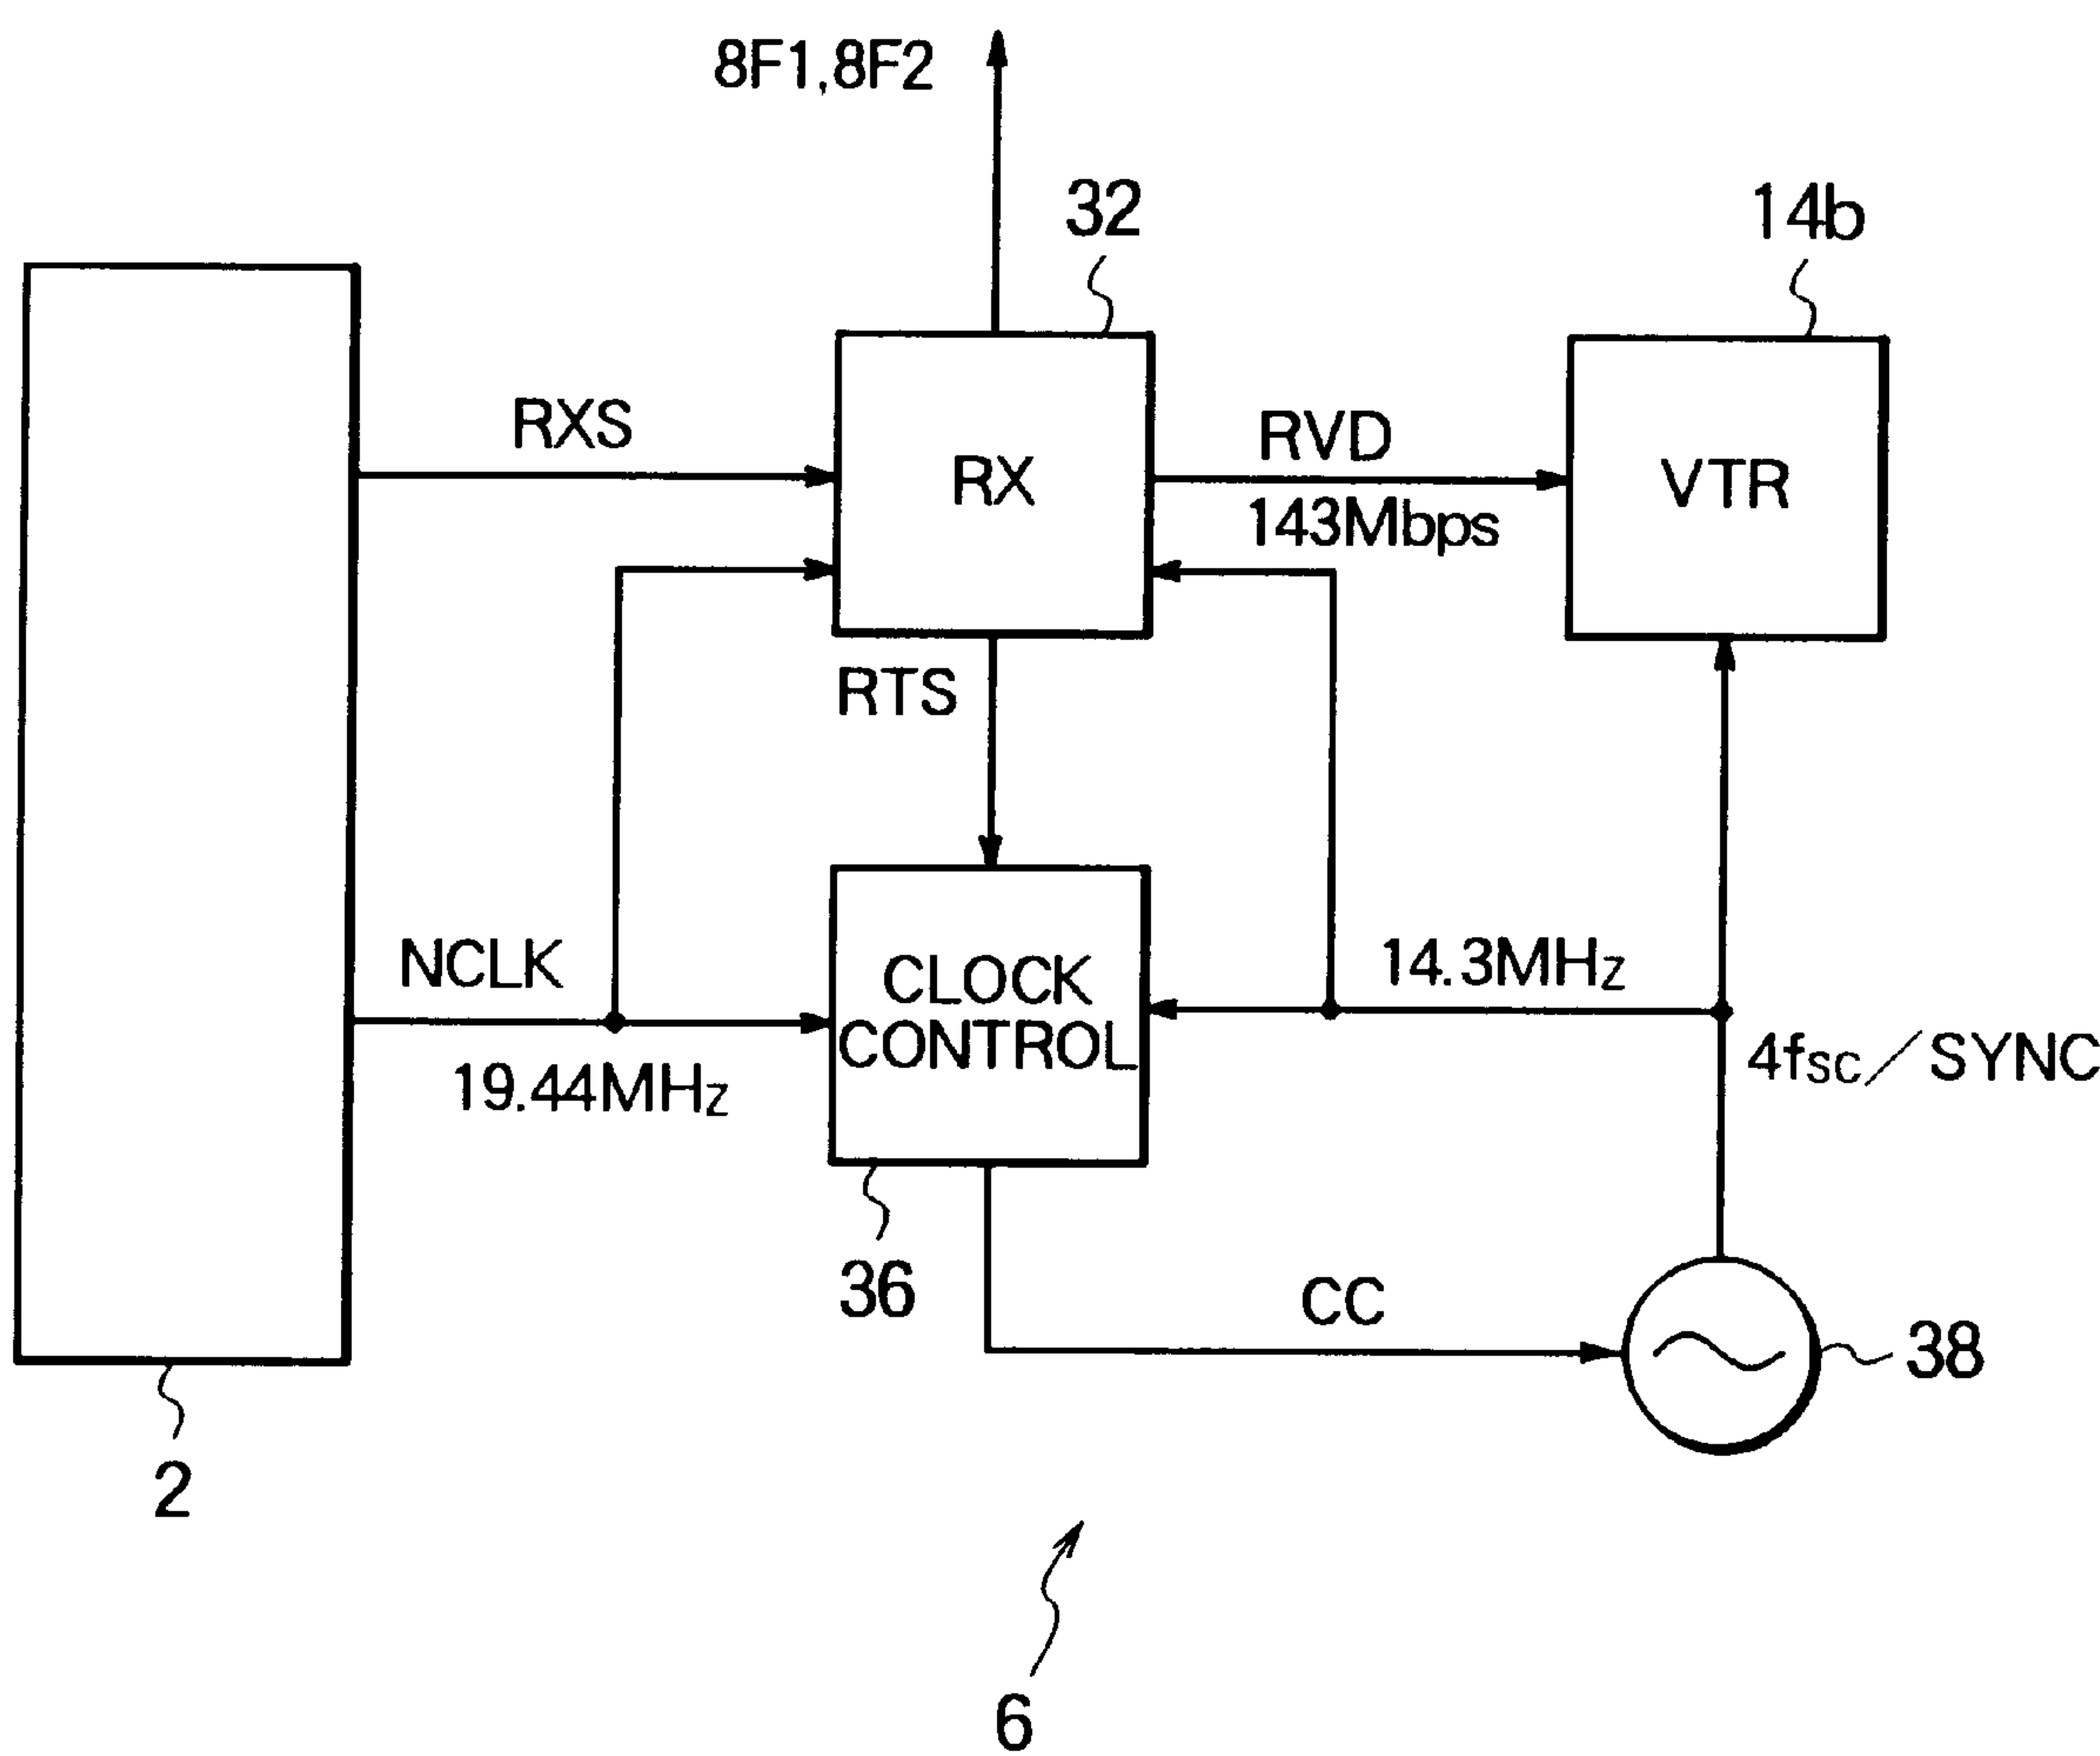 8F1,8F2
32
14b
RXS
RX
RVD
143Mbps
VTR
RTS
NCLK
19.44MHz
CLOCK
CONTROL
14.3MHz
4fsc/SYNC
36
CC
38
2
6